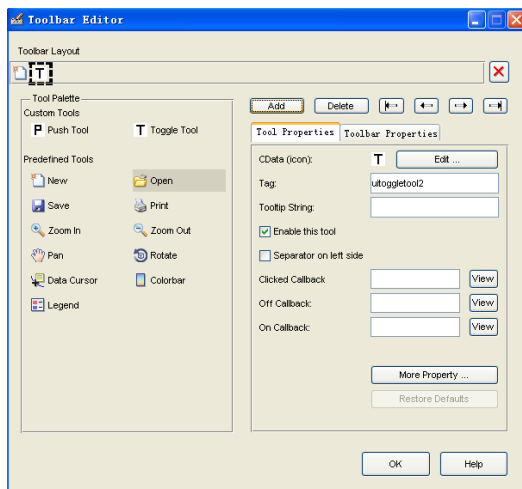 Toolbar Editor
Toolbar Layout
T
Tool Palette
Custom Tools
P Push Tool
T Toggle Tool
Predefined Tools
New
Open
Save
Print
Zoom In
Zoom Out
Pan
Rotate
Data Cursor
Colorbar
Legend
Add
Delete
Tool Properties
Toolbar Properties
CData (icon):
T
Edit ...
Tag:
uitoggletool2
Tooltip String:
Enable this tool
Separator on left side
Clicked Callback
View
Off Callback:
View
On Callback:
View
More Property ...
Restore Defaults
OK
Help